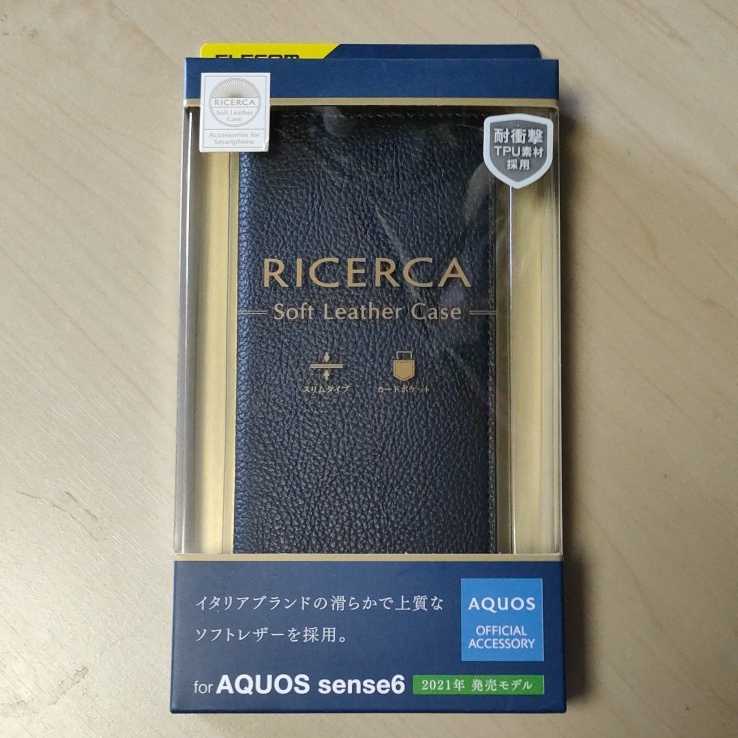 ELECOM
RICERCA
Soft Leather
Case
Accessories for
Smartphone
耐衝撃
TPU素材
採用
RICERCA
Soft Leather Case
スリムタイプ
カードポケット
イタリアブランドの滑らかで上質な
ソフトレザーを採用。
AQUOS
OFFICIAL
ACCESSORY
for AQUOS sense6 2021年 発売モデル